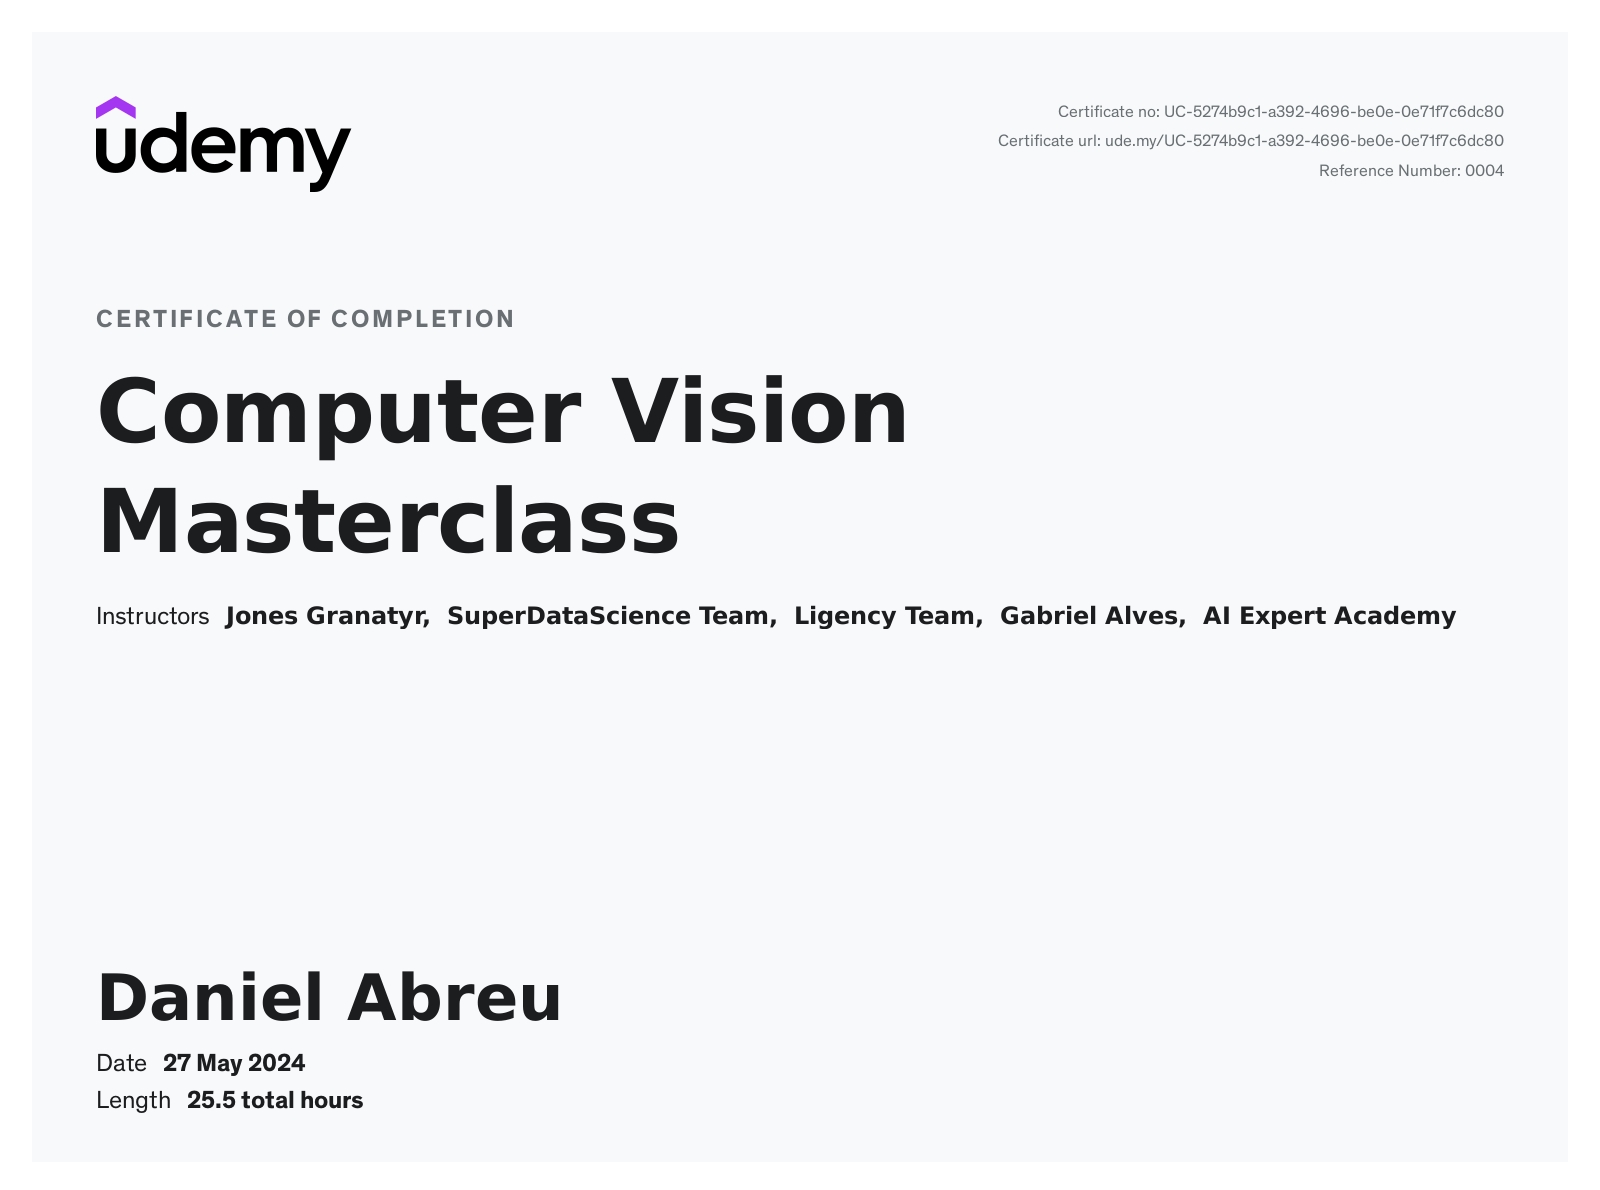 udemy
Certificate no: UC-5274b9c1-a392-4696-be0e-0e71f7c6dc80
Certificate url: ude.my/UC-5274b9c1-a392-4696-be0e-0e71f7c6dc80
Reference Number: 0004
CERTIFICATE OF COMPLETION
Computer Vision
Masterclass
Instructors Jones Granatyr, SuperDataScience Team, Ligency Team, Gabriel Alves, AI Expert Academy
Daniel Abreu
Date 27 May 2024
Length 25.5 total hours